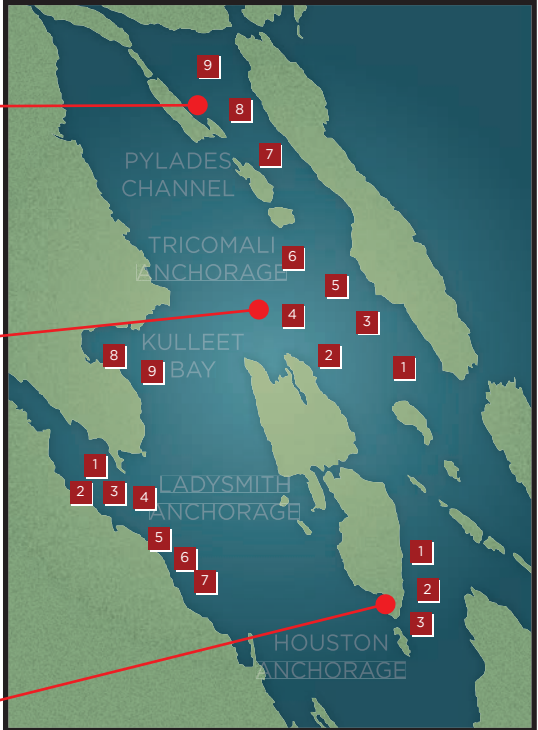 9
8
7
PYLADES
CHANNEL
TRICOMALI
ANCHORAGE
6
5
4
3
2
1
KULLEET
BAY
8
9
1
2
3
4
LADYSMITH
ANCHORAGE
5
6
7
1
2
3
HOUSTON
ANCHORAGE